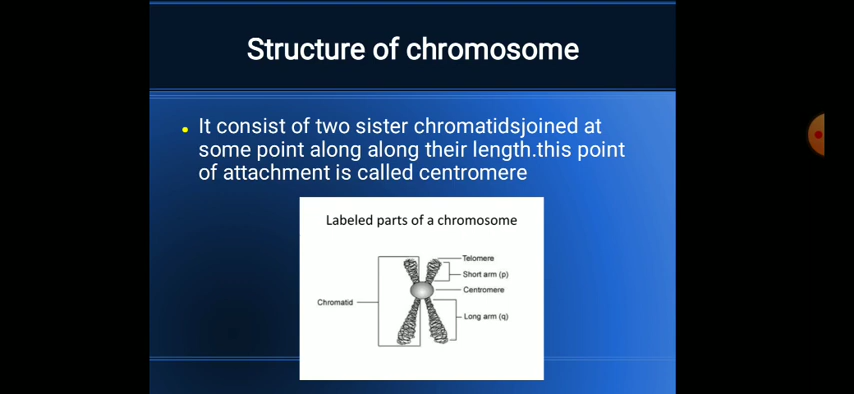 Structure of chromosome
• It consist of two sister chromatidsjoined at
some point along along their length.this point
of attachment is called centromere
Labeled parts of a chromosome
Telomere
Short arm (p)
Centromere
Chromatid
Long arm (q)